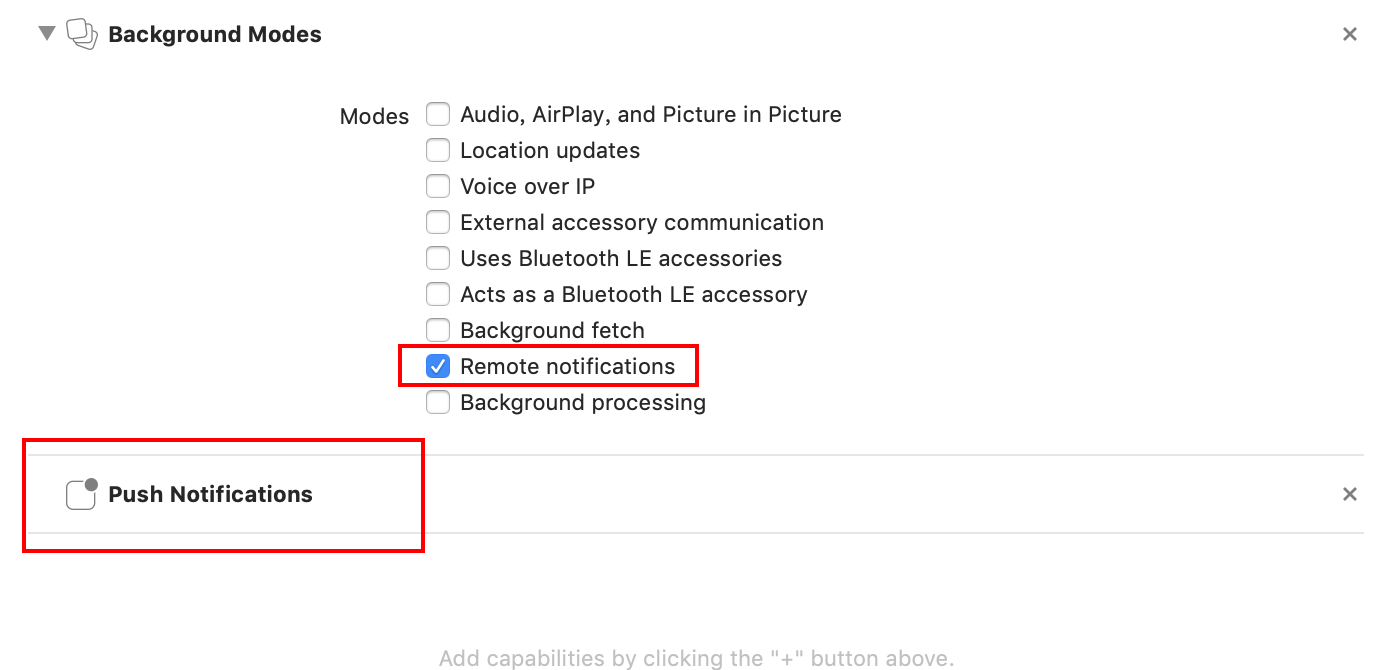 Background Modes
Modes
Audio, AirPlay, and Picture in Picture
Location updates
Voice over IP
External accessory communication
Uses Bluetooth LE accessories
Acts as a Bluetooth LE accessory
Background fetch
Remote notifications
Background processing
Push Notifications
Add capabilities by clicking the "+" button above.